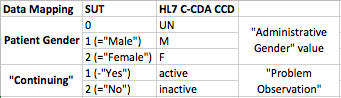 Data Mapping SUT HL7 C-CDA CCD
Patient Gender
0 UN
1 (="Male") M
2 (="Female") F
"Administrative
Gender" value
"Continuing"
1 (-"Yes") active
2 (="No") inactive
"Problem
Observation"